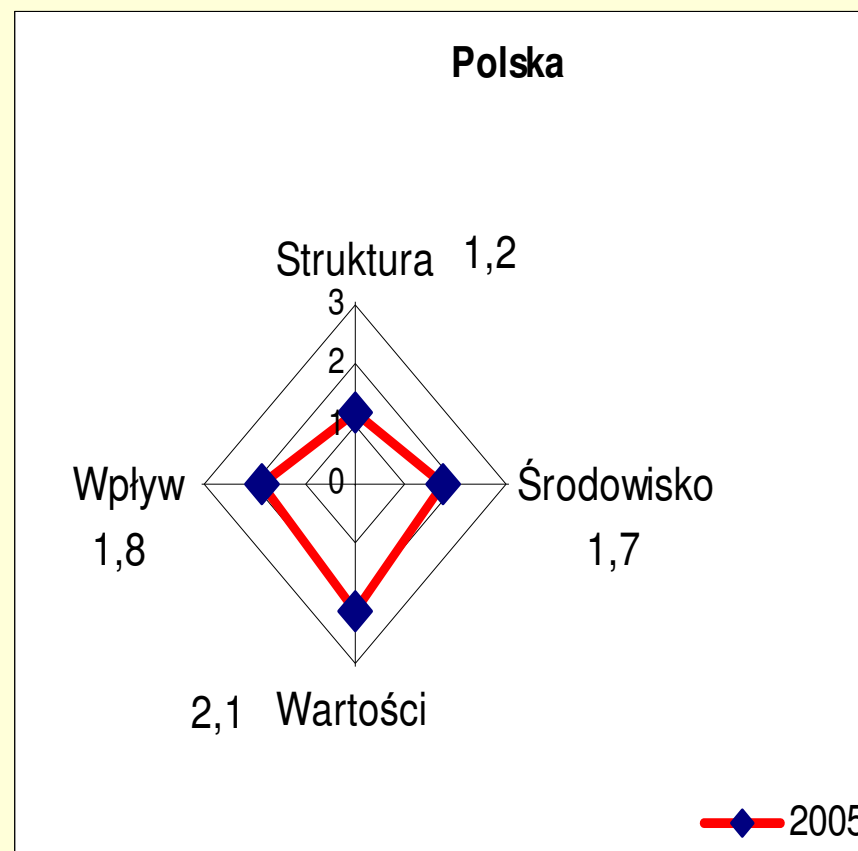 Polska
Struktura 1,2
3
2
1
0
Wpływ
Środowisko
1,8
1,7
2,1 Wartości
2005